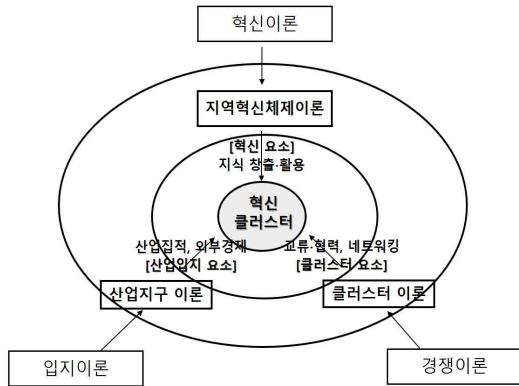 혁신이론
지역혁신체제이론
[혁신 요소]
지식 창출·활용
혁신
클러스터
산업집적, 외부경제
[산업입지 요소]
교류·협력, 네트워킹
[클러스터 요소]
산업지구 이론
클러스터 이론
입지이론
경쟁이론